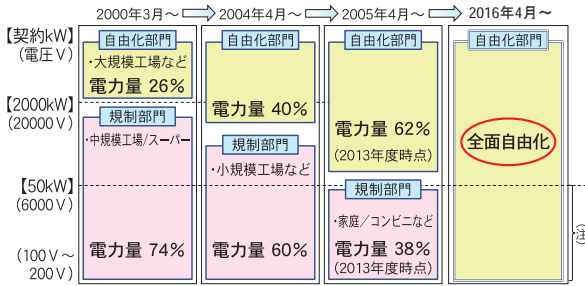 2000年3月～
2004年4月～
2005年4月～
2016年4月～
【契約kW】
(電圧V)
自由化部門
・大規模工場など
電力量 26%
自由化部門
電力量 40%
自由化部門
電力量 62%
(2013年度時点)
自由化部門
全面自由化
【2000kW】
(20000V)
規制部門
・中規模工場/スーパー
電力量 74%
規制部門
・小規模工場など
電力量 60%
【50kW】
(6000V)
規制部門
・家庭／コンビニなど
電力量 38%
(2013年度時点)
(100V～
200V)
(注